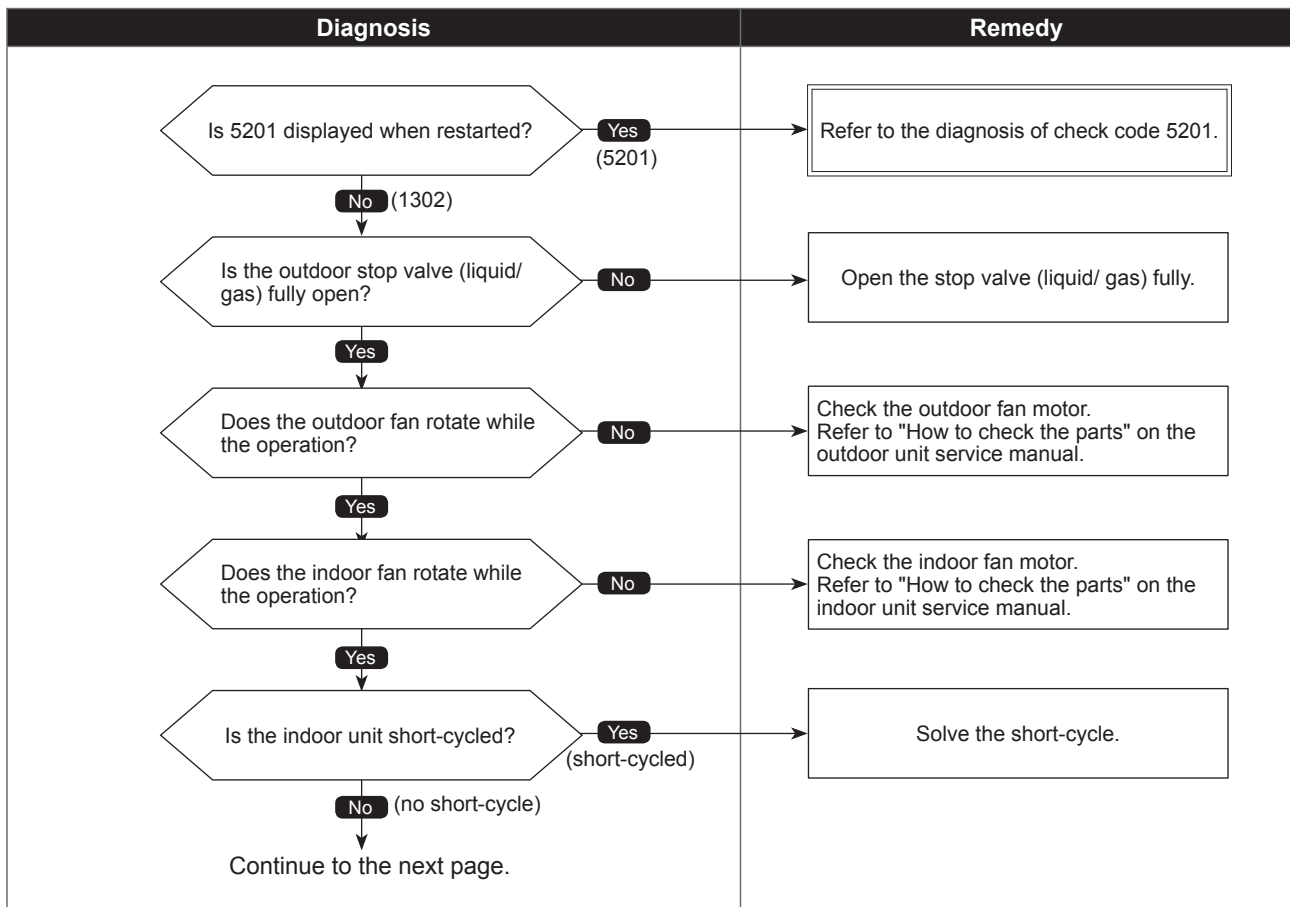 Diagnosis
Remedy
Is 5201 displayed when restarted?
Yes
(5201)
Refer to the diagnosis of check code 5201.
No (1302)
Is the outdoor stop valve (liquid/
gas) fully open?
No
Open the stop valve (liquid/ gas) fully.
Yes
Does the outdoor fan rotate while
the operation?
No
Check the outdoor fan motor.
Refer to "How to check the parts" on the
outdoor unit service manual.
Yes
Does the indoor fan rotate while
the operation?
No
Check the indoor fan motor.
Refer to "How to check the parts" on the
indoor unit service manual.
Yes
Is the indoor unit short-cycled?
Yes
(short-cycled)
Solve the short-cycle.
No (no short-cycle)
Continue to the next page.